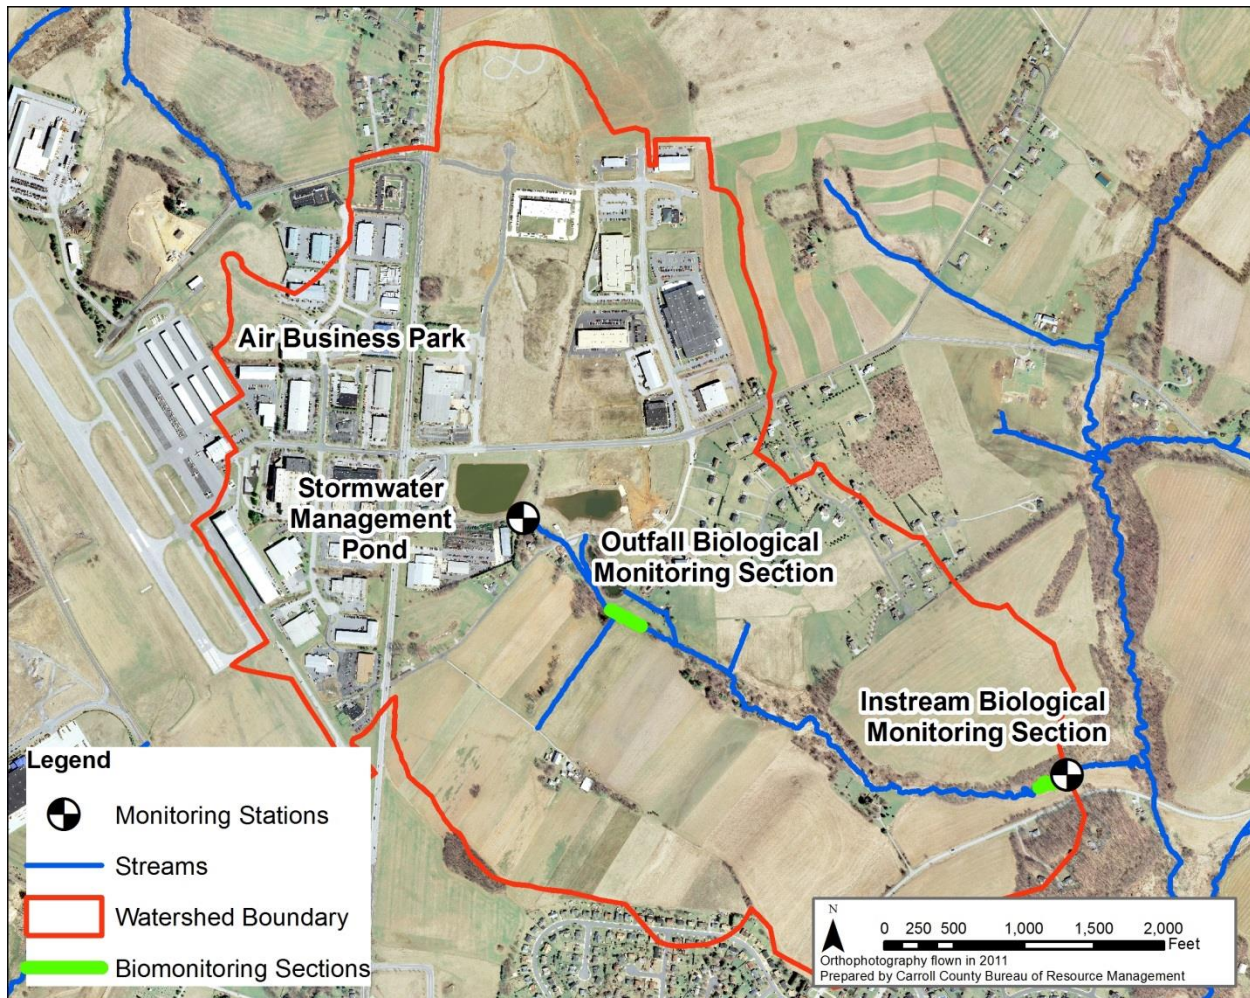 Air Business Park
Stormwater
Management
Pond
Outfall Biological
Monitoring Section
Instream Biological
Monitoring Section
Legend
Monitoring Stations
Streams
Watershed Boundary
Biomonitoring Sections
N
0 250 500 1,000 1,500 2,000
Feet
Orthophotography flown in 2011
Prepared by Carroll County Bureau of Resource Management